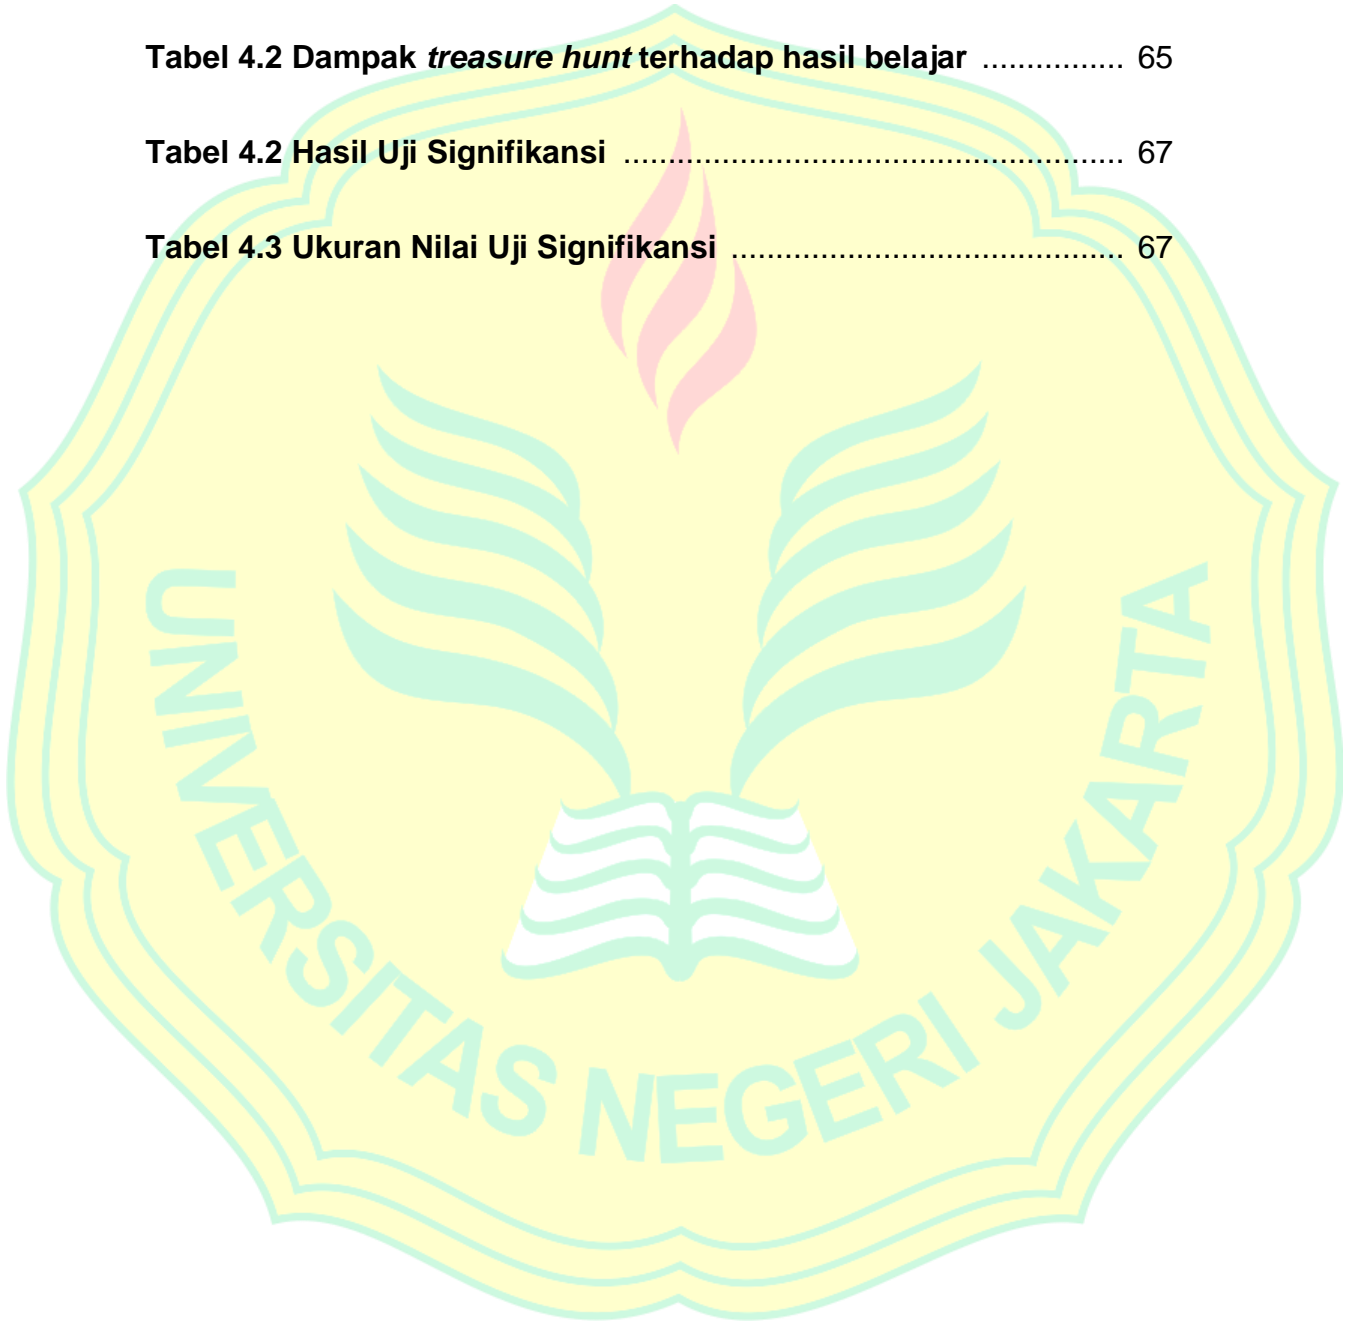 Tabel 4.2 Dampak treasure hunt terhadap hasil belajar ................ 65
Tabel 4.2 Hasil Uji Signifikansi ........................................................ 67
Tabel 4.3 Ukuran Nilai Uji Signifikansi ............................................ 67
UNIVERSITAS NEGERI JAKARTA